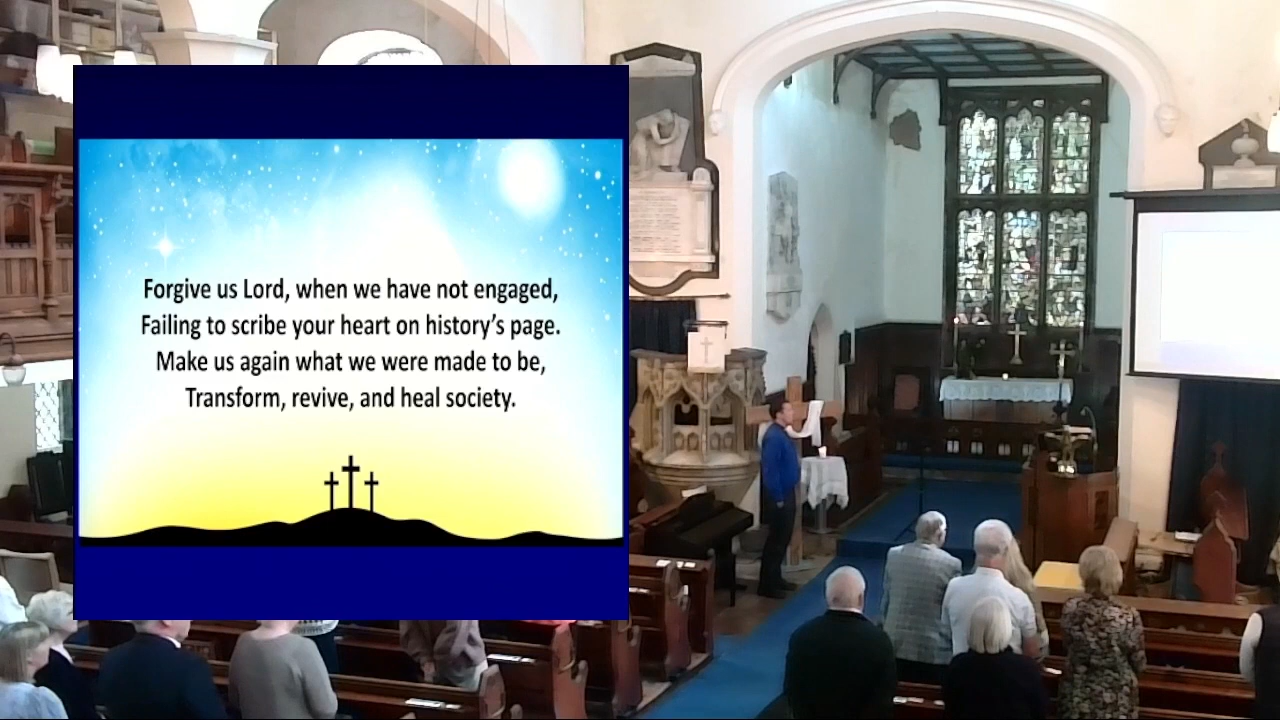 Forgive us Lord, when we have not engaged,
Failing to scribe your heart on history's page.
Make us again what we were made to be,
Transform, revive, and heal society.